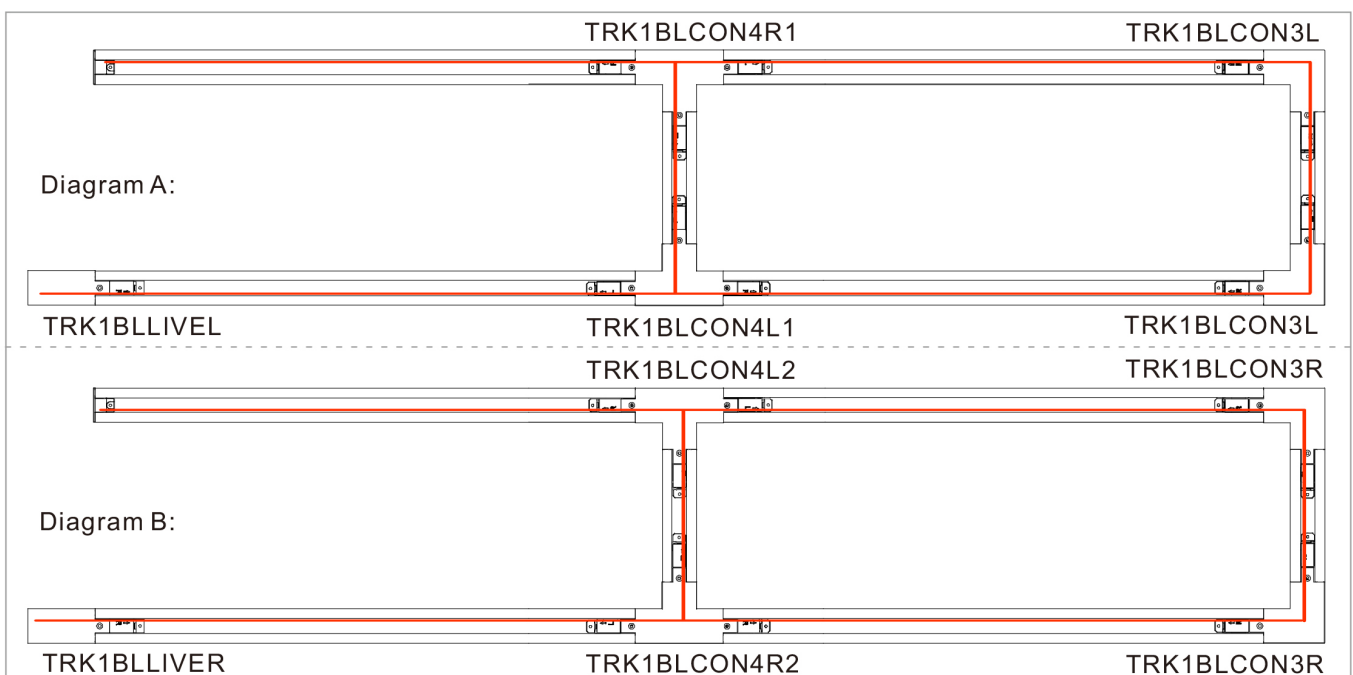 TRK1BLCON4R1
TRK1BLCON3L
Diagram A:
TRK1BLLIVEL
TRK1BLCON4L1
TRK1BLCON3L
TRK1BLCON4L2
TRK1BLCON3R
Diagram B:
TRK1BLLIVER
TRK1BLCON4R2
TRK1BLCON3R